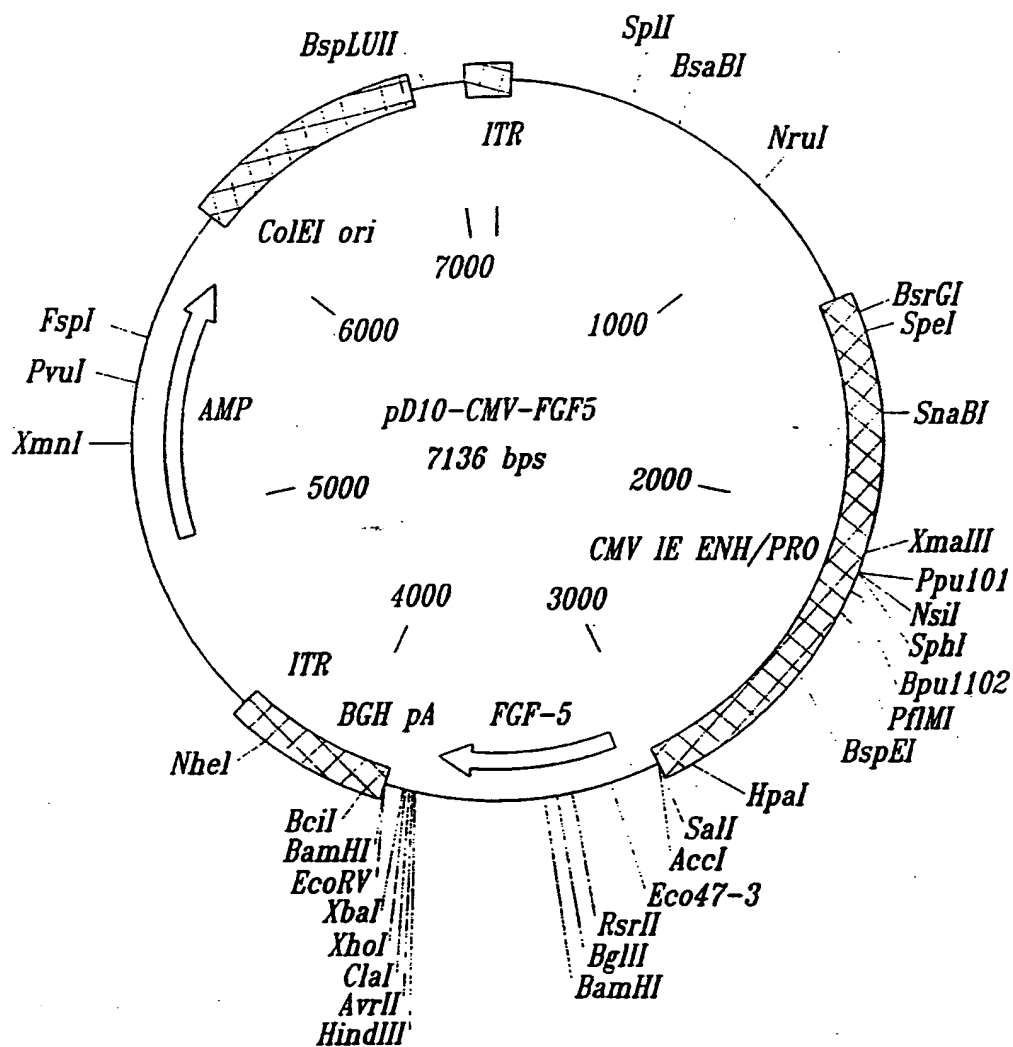 BspLUII
SplI
BsaBI
NruI
ITR
ColEI ori
7000
6000
1000
BsrGI
SpeI
FspI
PvuI
XmnI
AMP
pD10-CMV-FGF5
7136 bps
SnaBI
5000
2000
CMV IE ENH/PRO
XmaIII
Ppu101
NsiI
SphI
Bpu1102
PflMI
BspEI
4000
3000
ITR
BGH pA
FGF-5
NheI
HpaI
BciI
BamHI
EcoRV
XbaI
XhoI
ClaI
AvrII
HindIII
SalI
AccI
Eco47-3
RsrII
BglII
BamHI